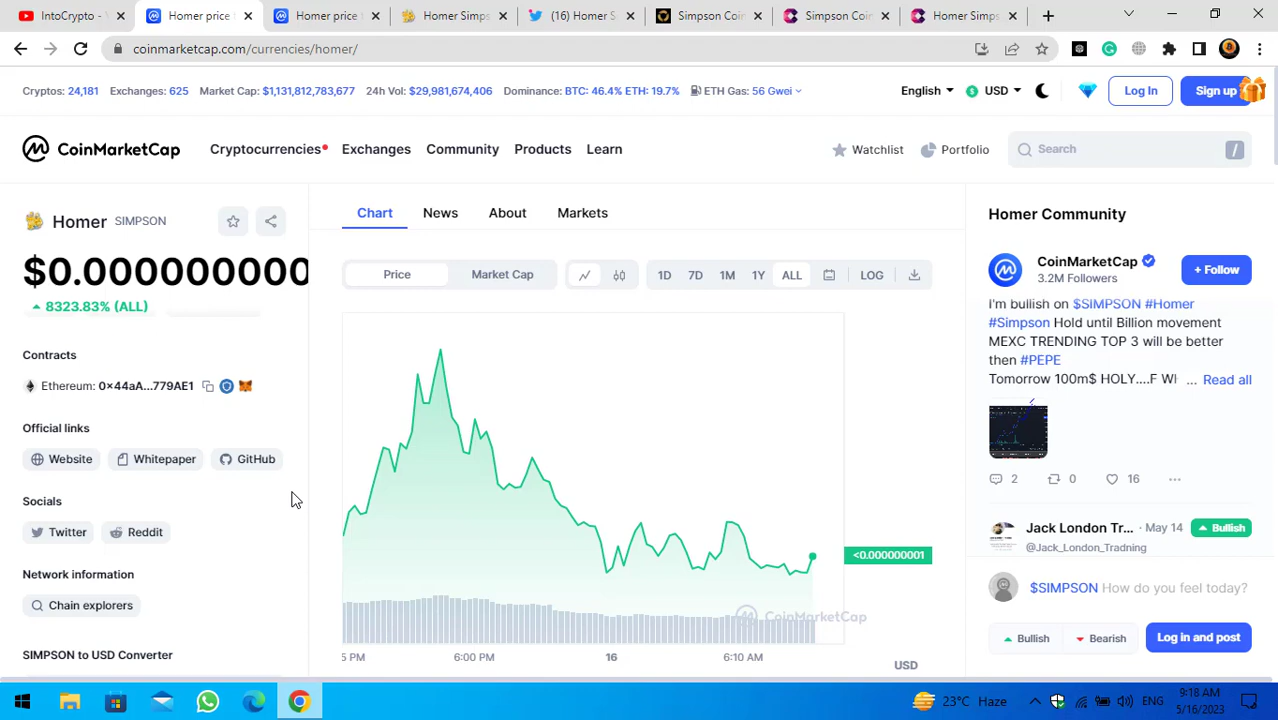 IntoCrypto - Y
Homer price
Homer price
Homer Simps
(16) Homer S
Simpson Coin
Simpson Coin
Homer Simps
coinmarketcap.com/currencies/homer/
Cryptos: 24,181 Exchanges: 625 Market Cap: $1,131,812,783,677 24h Vol: $29,981,674,406 Dominance: BTC: 46.4% ETH: 19.7% ETH Gas: 56 Gwei
English USD Log In Sign up
CoinMarketCap Cryptocurrencies Exchanges Community Products Learn Watchlist Portfolio Search /
Homer SIMPSON
$0.000000000
8323.83% (ALL)
Contracts
Ethereum: 0x44aA...779AE1
Official links
Website Whitepaper GitHub
Socials
Twitter Reddit
Network information
Chain explorers
SIMPSON to USD Converter
Chart News About Markets
Price Market Cap 1D 7D 1M 1Y ALL LOG
<0.000000001
CoinMarketCap
5 PM 6:00 PM 16 6:10 AM
USD
Homer Community
CoinMarketCap
3.2M Followers
+ Follow
I'm bullish on $SIMPSON #Homer
#Simpson Hold until Billion movement
MEXC TRENDING TOP 3 will be better
then #PEPE
Tomorrow 100m$ HOLY....F WI ... Read all
2 0 16 ...
Jack London Tr... · May 14 Bullish
@Jack_London_Tradning
$SIMPSON How do you feel today?
Bullish Bearish Log in and post
23°C Haze
ENG
9:18 AM
5/16/2023